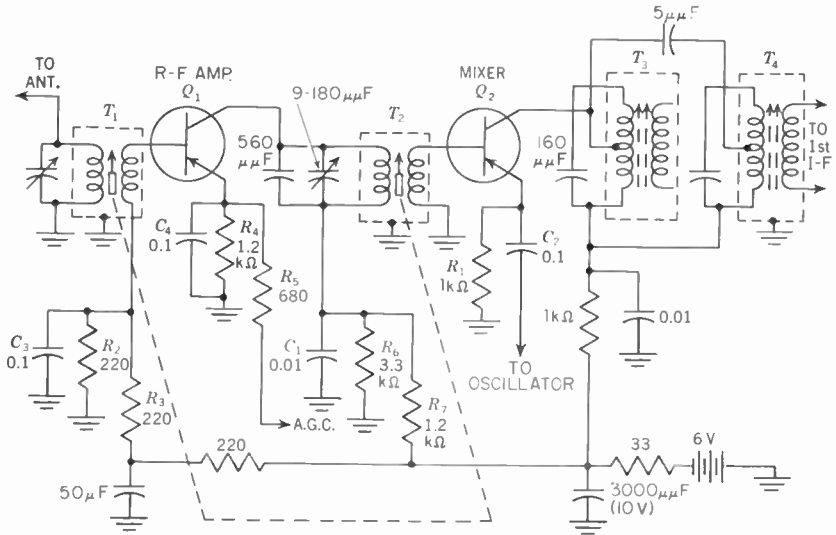 5μμF
TO
ANT.
R-F AMP.
Q₁
MIXER
Q₂
T₃
T₄
T₁
9-180μμF
T₂
560
μμF
160
μμF
TO
1st
I-F
C₄
0.1
R₄
1.2
kΩ
R₅
680
R₁
1kΩ
C₂
0.1
C₃
0.1
R₂
220
C₁
0.01
R₆
3.3
kΩ
1kΩ
0.01
TO
OSCILLATOR
R₃
220
A.G.C.
R₇
1.2
kΩ
220
33
6V
50μF
3000μμF
(10V)